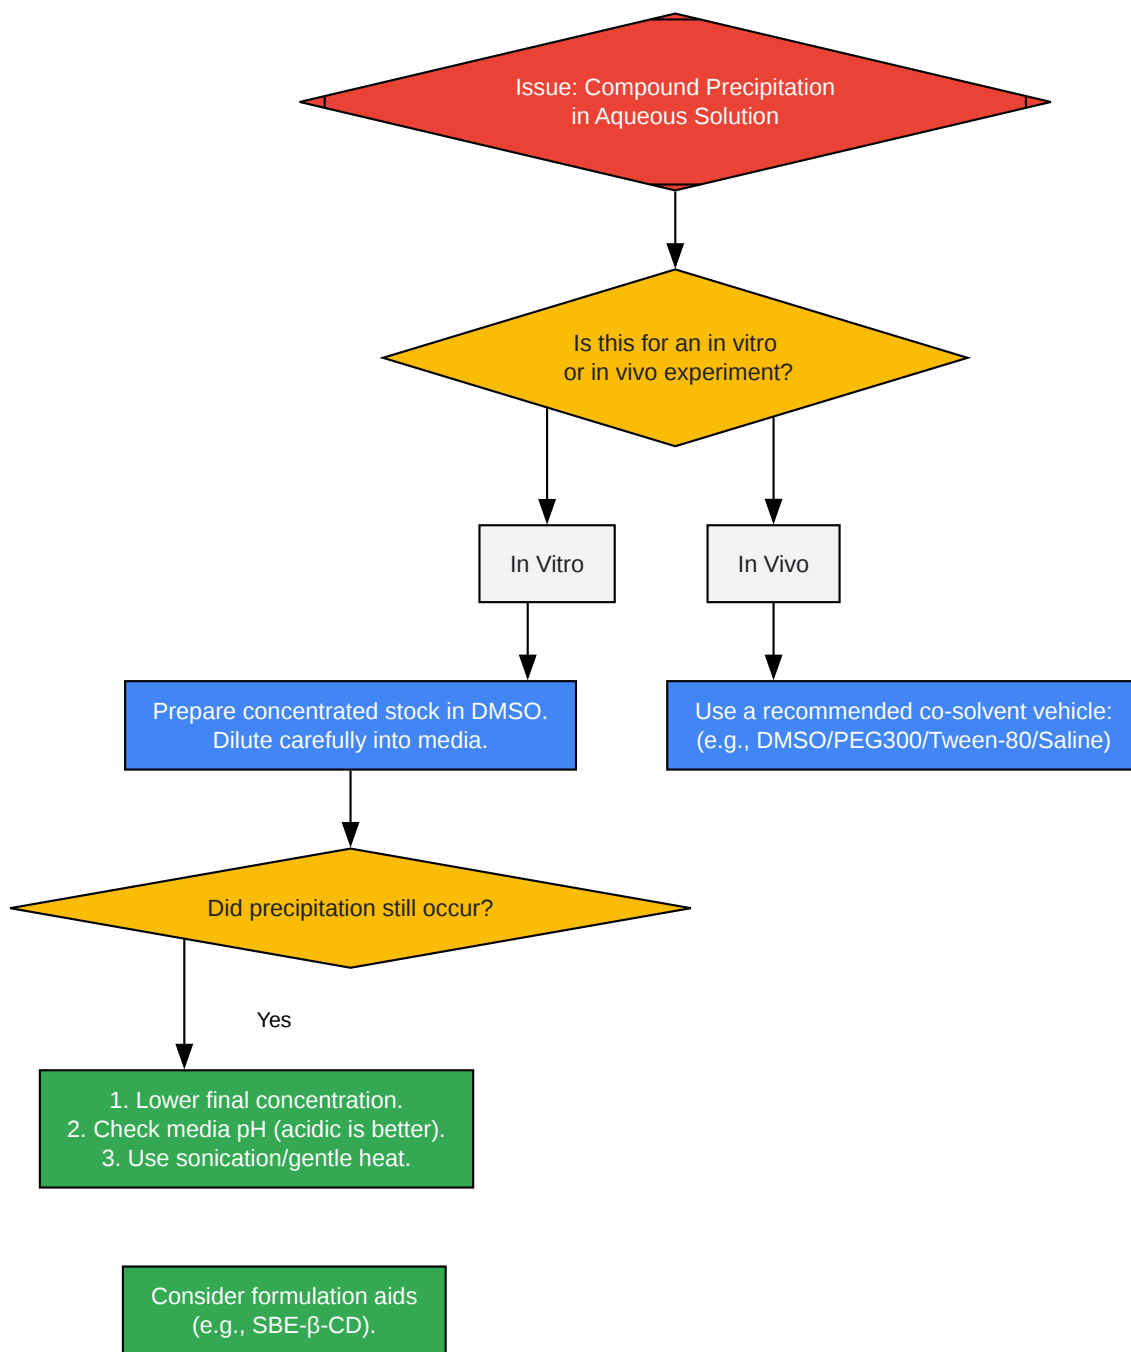 Issue: Compound Precipitation
in Aqueous Solution
Is this for an in vitro
or in vivo experiment?
In Vitro
In Vivo
Prepare concentrated stock in DMSO.
Dilute carefully into media.
Use a recommended co-solvent vehicle:
(e.g., DMSO/PEG300/Tween-80/Saline)
Did precipitation still occur?
Yes
1. Lower final concentration.
2. Check media pH (acidic is better).
3. Use sonication/gentle heat.
Consider formulation aids
(e.g., SBE-β-CD).